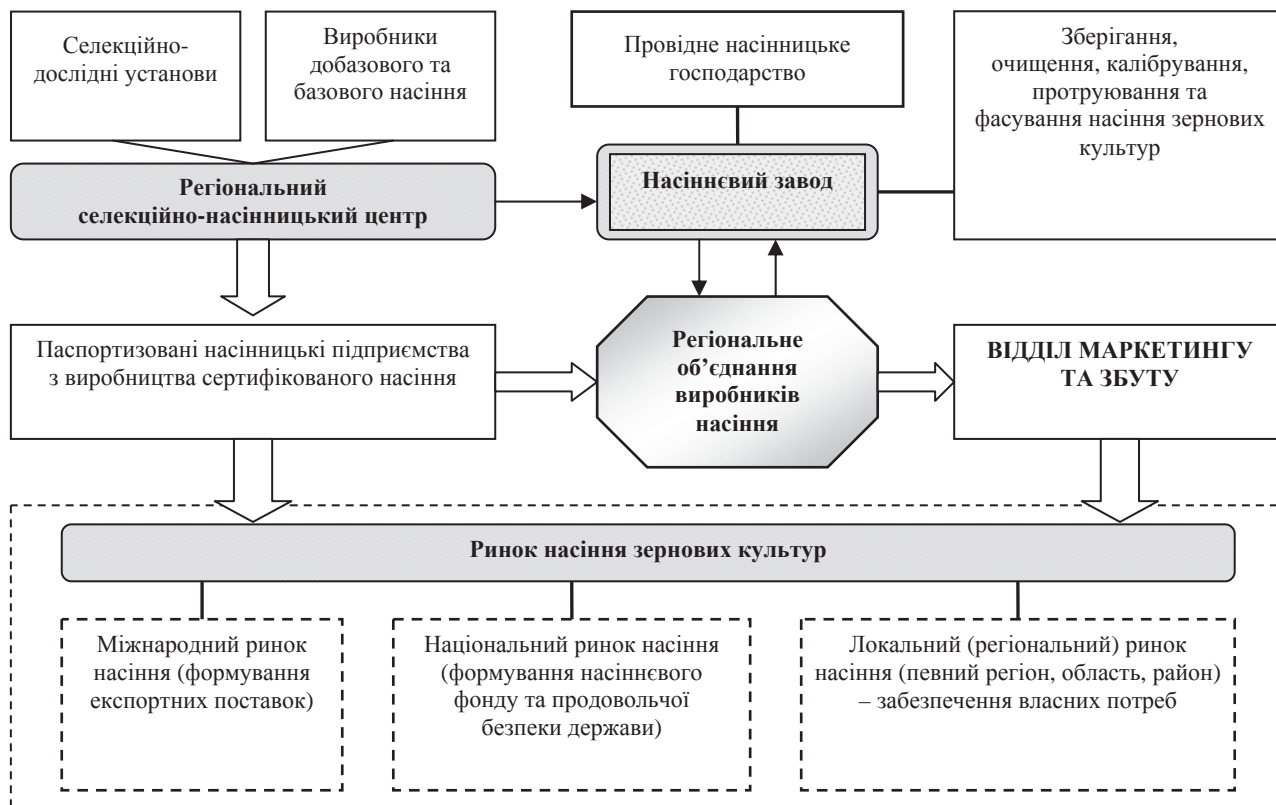 Селекційно-
дослідні установи
Виробники
добазового та
базового насіння
Провідне насінницьке
господарство
Зберігання,
очищення, калібрування,
протруювання та
фасування насіння зернових
культур
Регіональний
селекційно-насінницький центр
Насіннєвий завод
Паспортизовані насінницькі підприємства
з виробництва сертифікованого насіння
Регіональне
об’єднання
виробників
насіння
ВІДДІЛ МАРКЕТИНГУ
ТА ЗБУТУ
Ринок насіння зернових культур
Міжнародний ринок
насіння (формування
експортних поставок)
Національний ринок насіння
(формування насіннєвого
фонду та продовольчої
безпеки держави)
Локальний (регіональний) ринок
насіння (певний регіон, область, район)
– забезпечення власних потреб